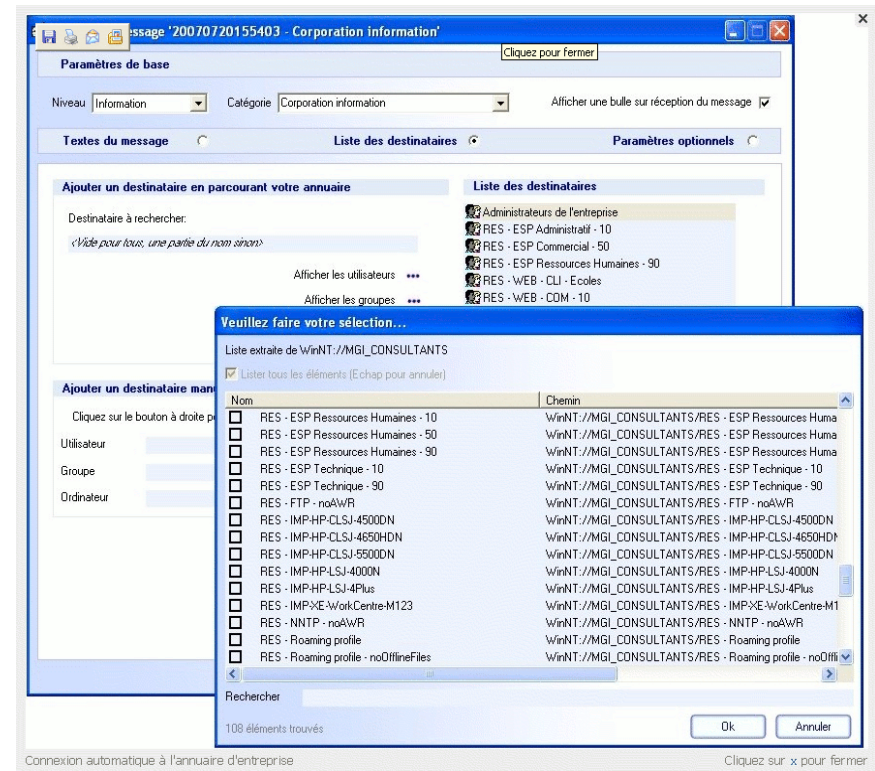 x
ssage '20070720155403 - Corporation information'
Cliquez pour fermer
Paramètres de base
Niveau Information Catégorie Corporation information Afficher une bulle sur réception du message
Textes du message Liste des destinataires Paramètres optionnels
Ajouter un destinataire en parcourant votre annuaire
Destinataire à rechercher:
<Vide pour tous, une partie du nom sinon>
Afficher les utilisateurs
Afficher les groupes
Liste des destinataires
Administrateurs de l'entreprise
RES - ESP Administratif - 10
RES - ESP Commercial - 50
RES - ESP Ressources Humaines - 90
RES - WEB - CLI - Ecoles
RES - WEB - COM - 10
Ajouter un destinataire manu
Cliquez sur le bouton à droite p
Utilisateur
Groupe
Ordinateur
Veuillez faire votre sélection...
Liste extraite de WinNT://MGI_CONSULTANTS
Lister tous les éléments (Echap pour annuler)
Nom Chemin
RES - ESP Ressources Humaines - 10 WinNT://MGI_CONSULTANTS/RES - ESP Ressources Huma
RES - ESP Ressources Humaines - 50 WinNT://MGI_CONSULTANTS/RES - ESP Ressources Huma
RES - ESP Ressources Humaines - 90 WinNT://MGI_CONSULTANTS/RES - ESP Ressources Huma
RES - ESP Technique - 10 WinNT://MGI_CONSULTANTS/RES - ESP Technique - 10
RES - ESP Technique - 90 WinNT://MGI_CONSULTANTS/RES - ESP Technique - 90
RES - FTP - noAWR WinNT://MGI_CONSULTANTS/RES - FTP - noAWR
RES - IMP-HP-CLSJ-4500DN WinNT://MGI_CONSULTANTS/RES - IMP-HP-CLSJ-4500DN
RES - IMP-HP-CLSJ-4650HDN WinNT://MGI_CONSULTANTS/RES - IMP-HP-CLSJ-4650HDN
RES - IMP-HP-CLSJ-5500DN WinNT://MGI_CONSULTANTS/RES - IMP-HP-CLSJ-5500DN
RES - IMP-HP-LSJ-4000N WinNT://MGI_CONSULTANTS/RES - IMP-HP-LSJ-4000N
RES - IMP-HP-LSJ-4Plus WinNT://MGI_CONSULTANTS/RES - IMP-HP-LSJ-4Plus
RES - IMP-XE-WorkCentre-M123 WinNT://MGI_CONSULTANTS/RES - IMP-XE-WorkCentre-M1
RES - NNTP - noAWR WinNT://MGI_CONSULTANTS/RES - NNTP - noAWR
RES - Roaming profile WinNT://MGI_CONSULTANTS/RES - Roaming profile
RES - Roaming profile - noOfflineFiles WinNT://MGI_CONSULTANTS/RES - Roaming profile - noOffli
Rechercher
108 éléments trouvés Ok Annuler
Connexion automatique à l'annuaire d'entreprise Cliquez sur x pour fermer